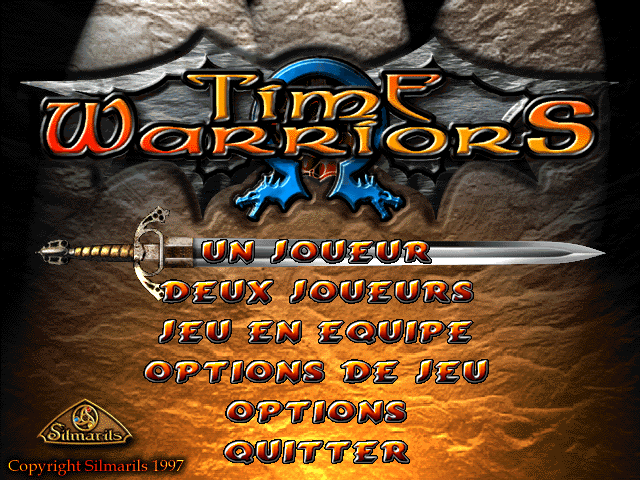 TIME
WARRIORS
UN JOUEUR
DEUX JOUEURS
JEU EN EQUIPE
OPTIONS DE JEU
OPTIONS
QUITTER
Silmarils
Copyright Silmarils 1997